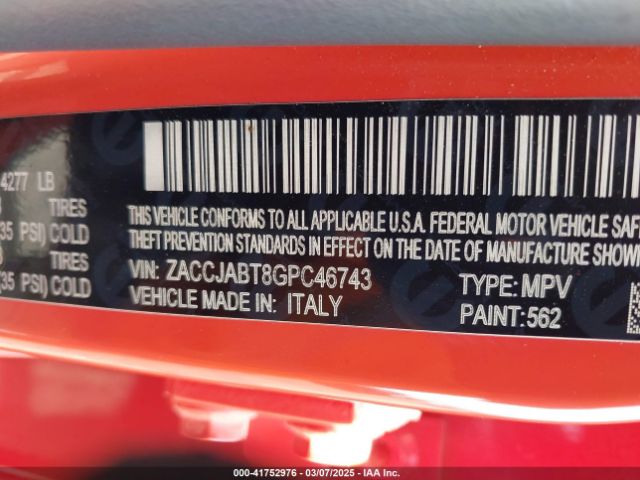 4277 LB
TIRES
(35 PSI) COLD
TIRES
(35 PSI) COLD
THIS VEHICLE CONFORMS TO ALL APPLICABLE U.S.A. FEDERAL MOTOR VEHICLE SAFE
THEFT PREVENTION STANDARDS IN EFFECT ON THE DATE OF MANUFACTURE SHOWN
VIN: ZACCJABT8GPC46743
TYPE: MPV
VEHICLE MADE IN: ITALY
PAINT: 562
000-41752976 | 03/07/2025 | IAA Inc.